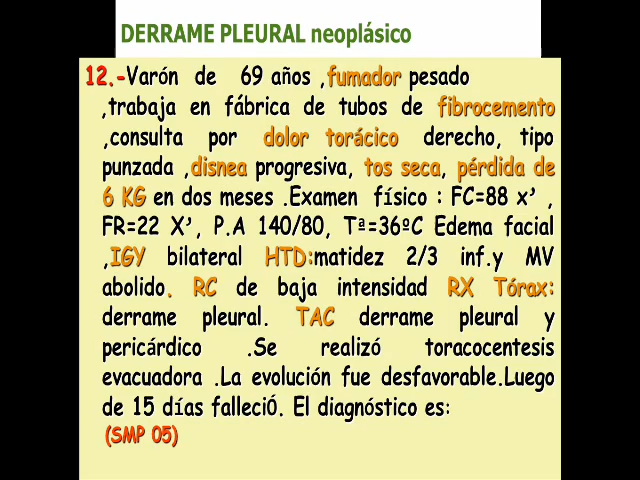 DERRAME PLEURAL neoplásico
12.-Varón de 69 años ,fumador pesado
,trabaja en fábrica de tubos de fibrocemento
,consulta por dolor torácico derecho, tipo
punzada ,disnea progresiva, tos seca, pérdida de
6 KG en dos meses .Examen físico : FC=88 x’ ,
FR=22 X’, P.A 140/80, Tª=36ºC Edema facial
,IGY bilateral HTD:matidez 2/3 inf.y MV
abolido. RC de baja intensidad RX Tórax:
derrame pleural. TAC derrame pleural y
pericárdico .Se realizó toracocentesis
evacuadora .La evolución fue desfavorable.Luego
de 15 días falleciÓ. El diagnóstico es:
(SMP 05)